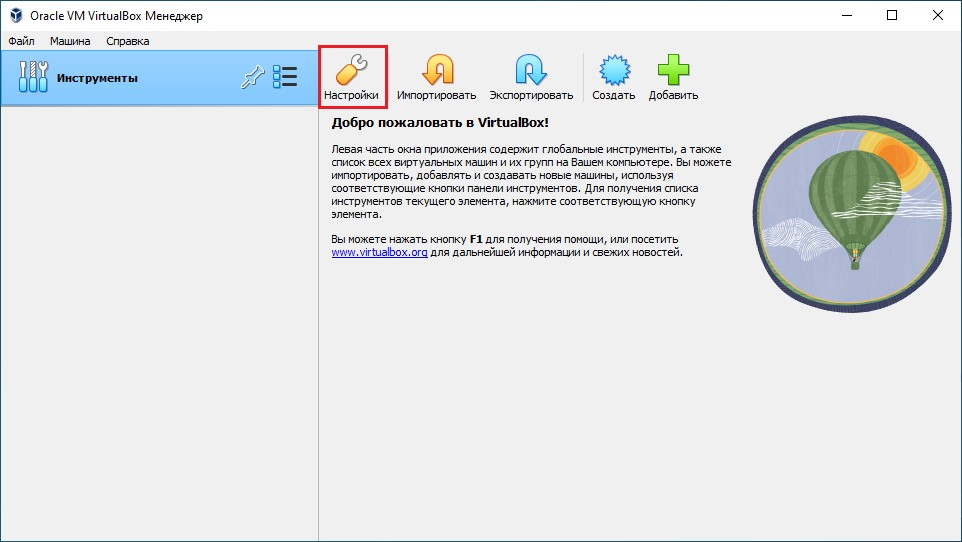 Oracle VM VirtualBox Менеджер
Файл Машина Справка
Инструменты
Настройки Импортировать Экспортировать Создать Добавить
Добро пожаловать в VirtualBox!
Левая часть окна приложения содержит глобальные инструменты, а также
список всех виртуальных машин и их групп на Вашем компьютере. Вы можете
импортировать, добавлять и создавать новые машины, используя
соответствующие кнопки панели инструментов. Для получения списка
инструментов текущего элемента, нажмите соответствующую кнопку
элемента.
Вы можете нажать кнопку F1 для получения помощи, или посетить
www.virtualbox.org для дальнейшей информации и свежих новостей.